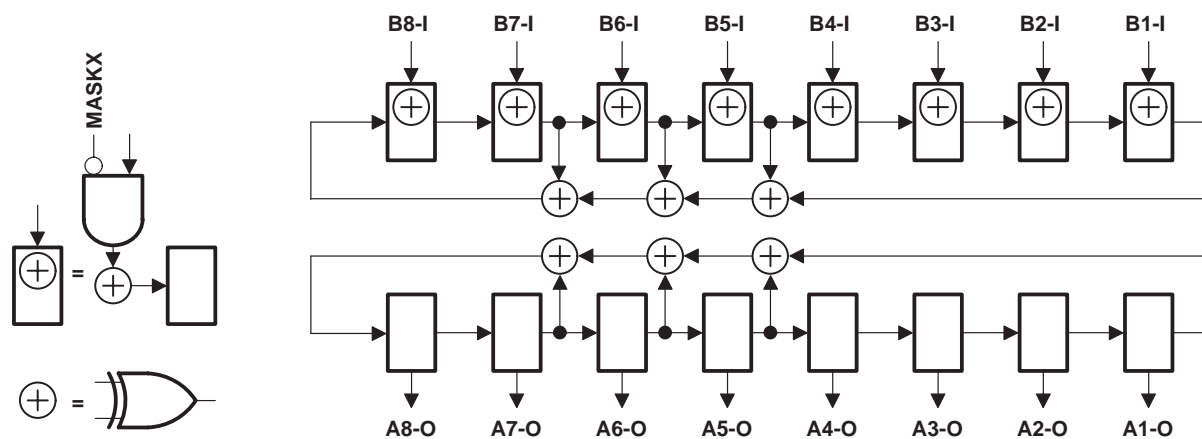 B8-I B7-I B6-I B5-I B4-I B3-I B2-I B1-I
MASKX
=
=
A8-O A7-O A6-O A5-O A4-O A3-O A2-O A1-O